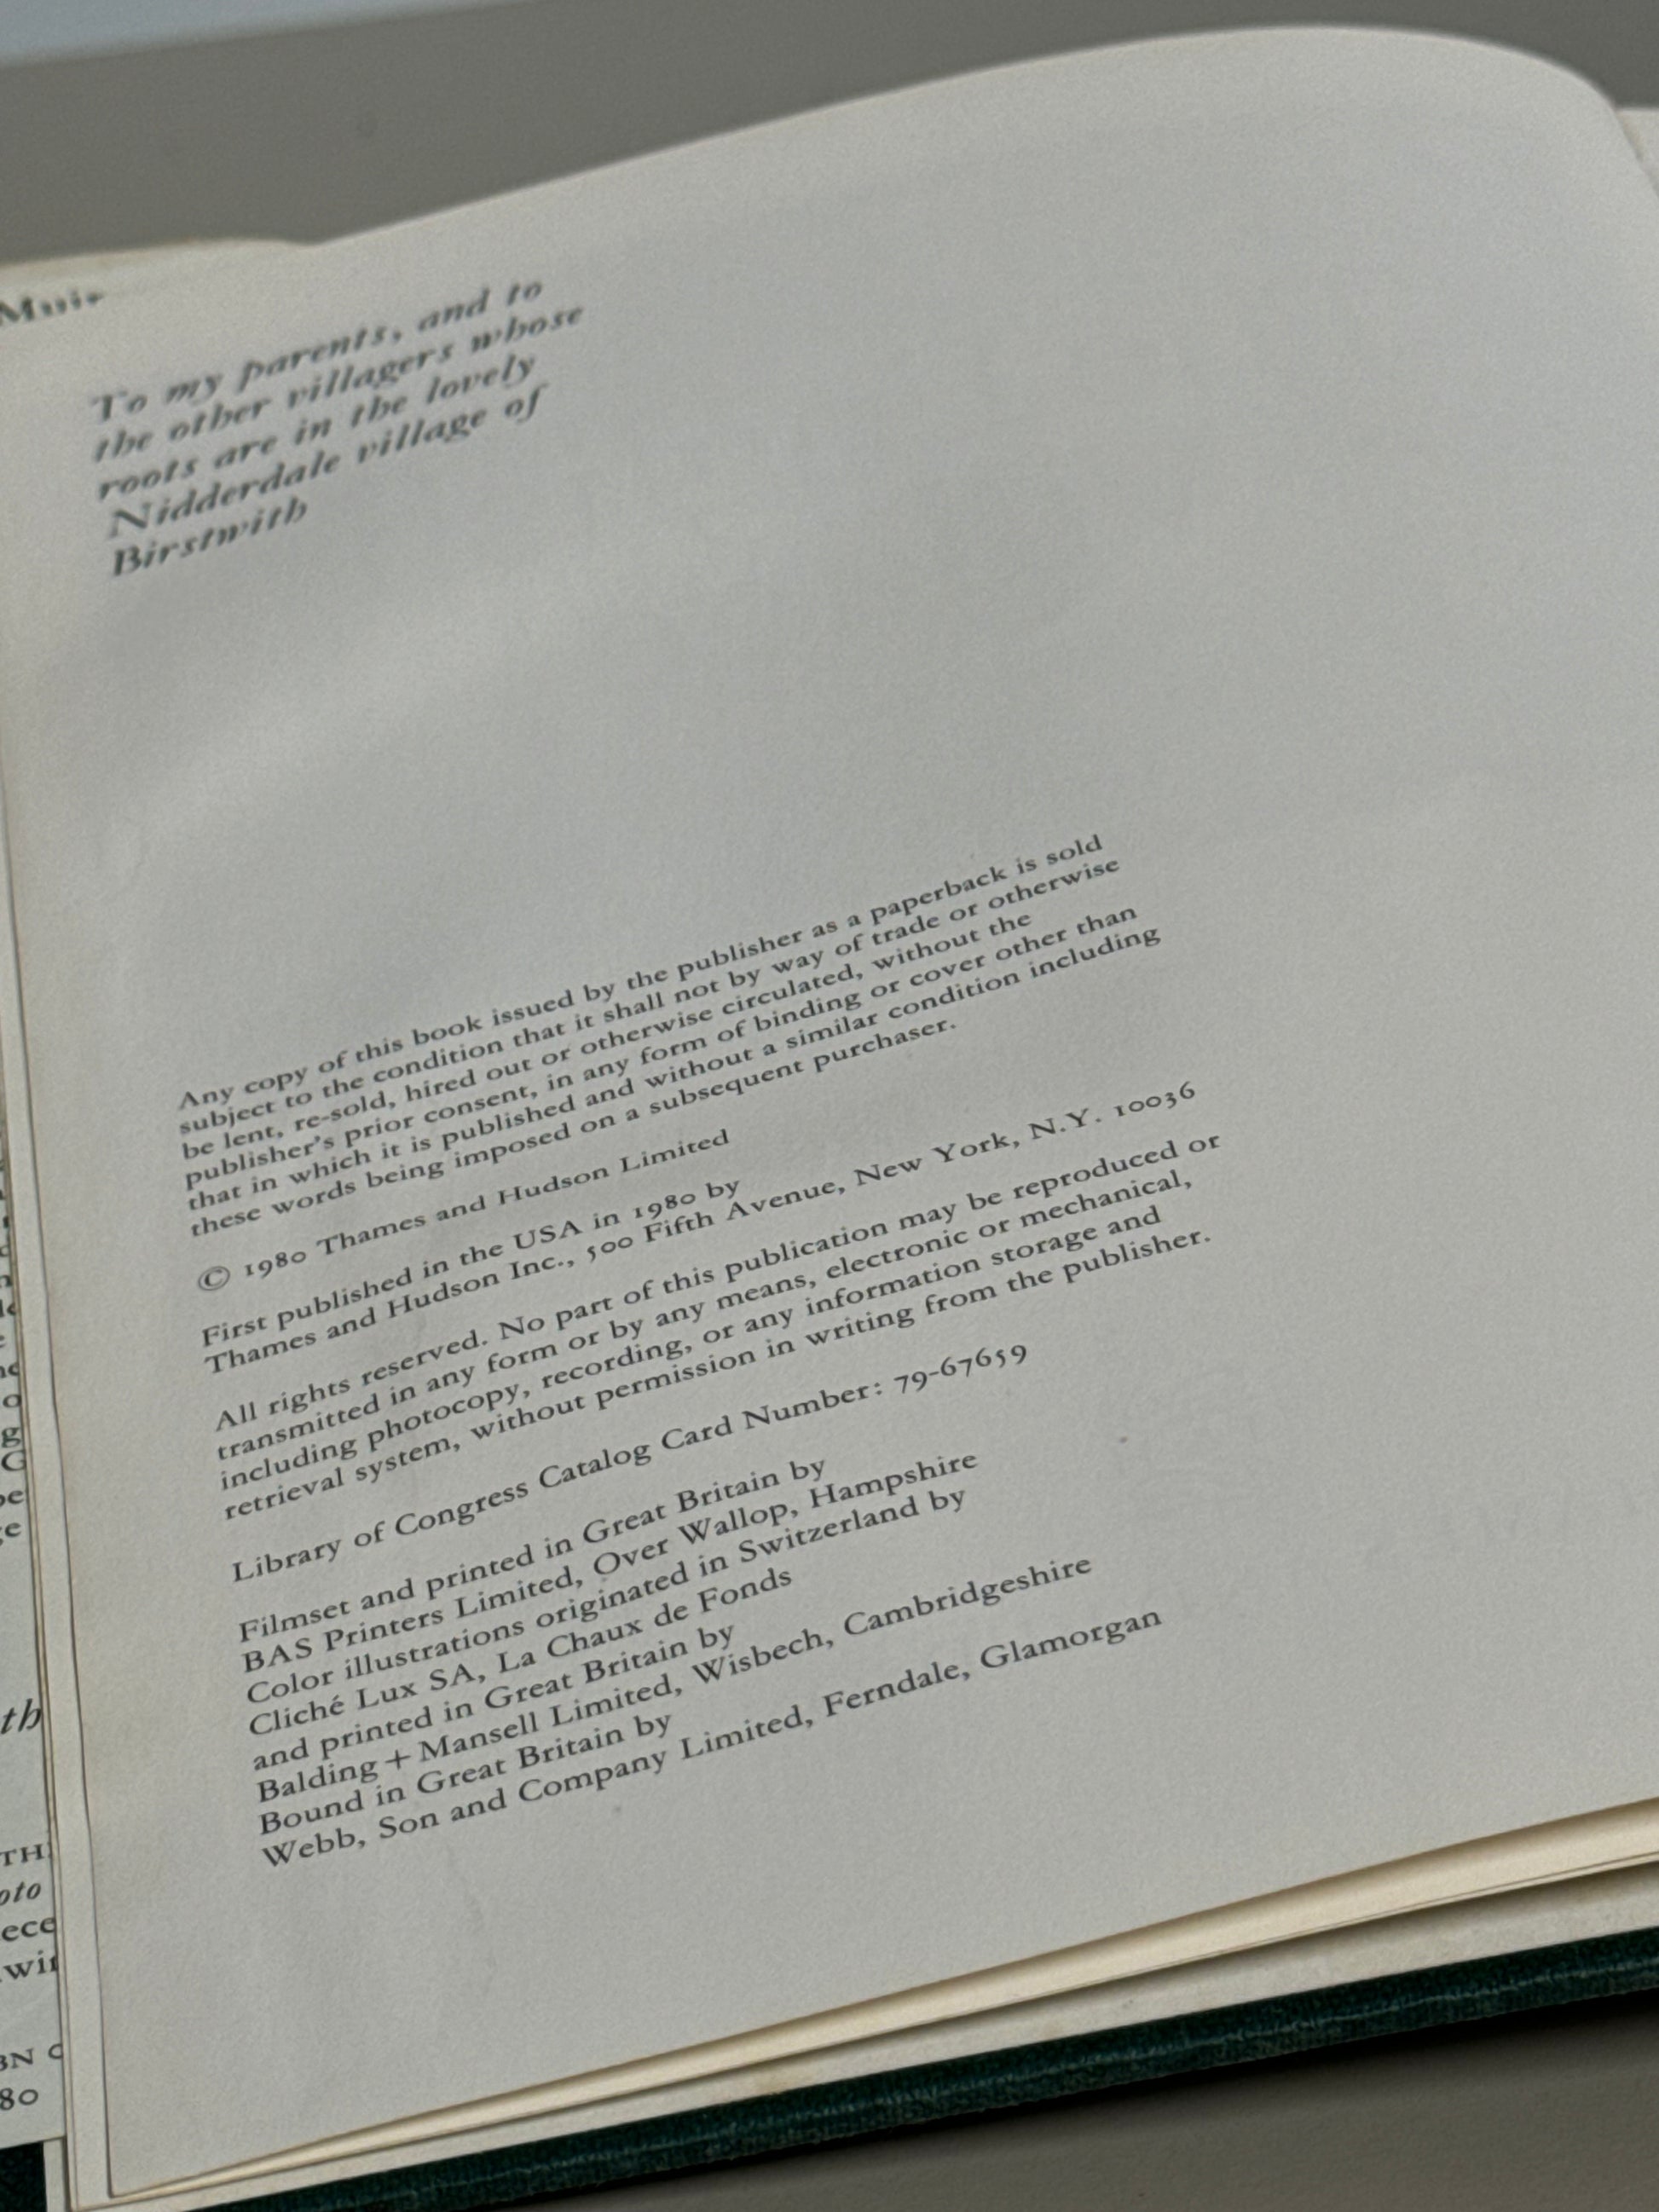 Muir
To my parents, and to
the other villagers whose
roots are in the lovely
Nidderdale village of
Birstwith
Any copy of this book issued by the publisher as a paperback is sold
subject to the condition that it shall not by way of trade or otherwise
be lent, re-sold, hired out or otherwise circulated, without the
publisher's prior consent, in any form of binding or cover other than
that in which it is published and without a similar condition including
these words being imposed on a subsequent purchaser.
© 1980 Thames and Hudson Limited
First published in the USA in 1980 by
Thames and Hudson Inc., 500 Fifth Avenue, New York, N.Y. 10036
All rights reserved. No part of this publication may be reproduced or
transmitted in any form or by any means, electronic or mechanical,
including photocopy, recording, or any information storage and
retrieval system, without permission in writing from the publisher.
Library of Congress Catalog Card Number: 79-67659
Filmset and printed in Great Britain by
BAS Printers Limited, Over Wallop, Hampshire
Color illustrations originated in Switzerland by
Cliché Lux SA, La Chaux de Fonds
and printed in Great Britain by
Balding + Mansell Limited, Wisbech, Cambridgeshire
Bound in Great Britain by
Webb, Son and Company Limited, Ferndale, Glamorgan